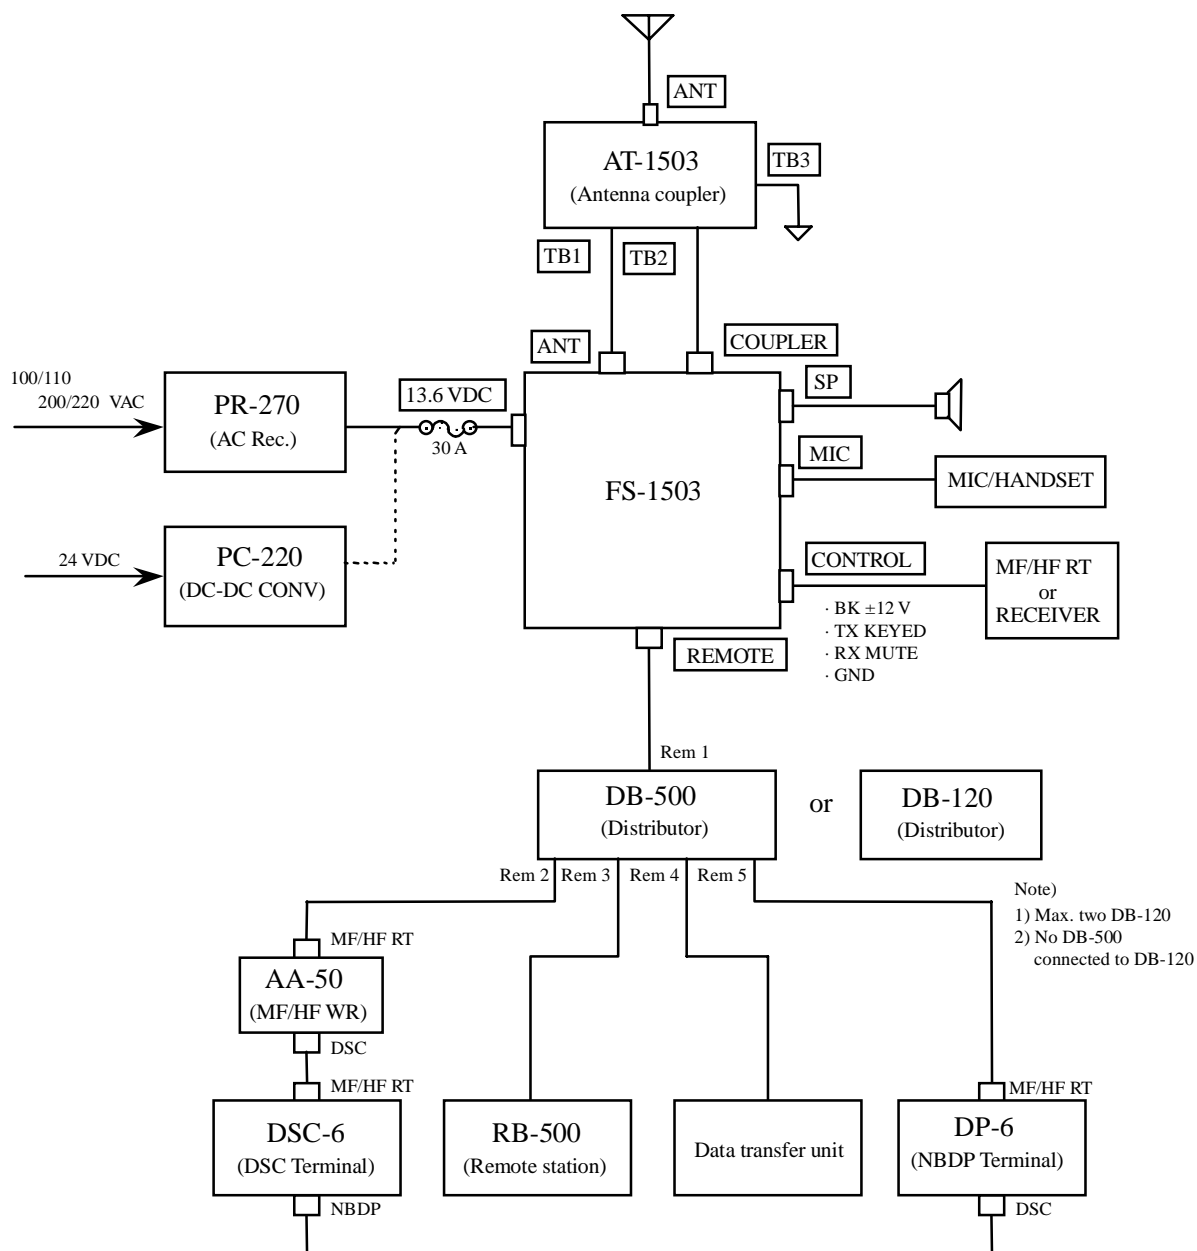 ANT
AT-1503
(Antenna coupler)
TB3
TB1
TB2
ANT
COUPLER
100/110
200/220 VAC
PR-270
(AC Rec.)
13.6 VDC
30 A
SP
FS-1503
MIC
MIC/HANDSET
24 VDC
PC-220
(DC-DC CONV)
CONTROL
MF/HF RT
or
RECEIVER
· BK ±12 V
· TX KEYED
· RX MUTE
· GND
REMOTE
Rem 1
DB-500
(Distributor)
or
DB-120
(Distributor)
Rem 2
Rem 3
Rem 4
Rem 5
Note)
1) Max. two DB-120
2) No DB-500
connected to DB-120
MF/HF RT
AA-50
(MF/HF WR)
DSC
MF/HF RT
DSC-6
(DSC Terminal)
NBDP
RB-500
(Remote station)
Data transfer unit
MF/HF RT
DP-6
(NBDP Terminal)
DSC